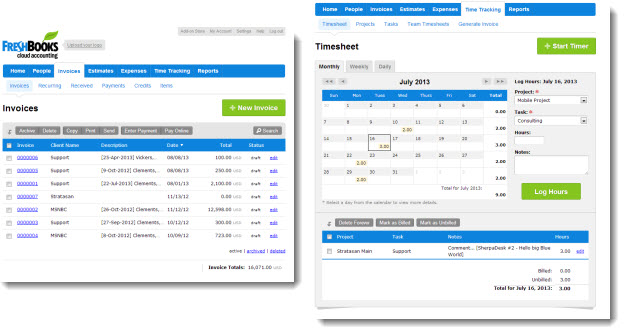 FRESHBOOKS
cloud accounting
Upload your logo
Add-on Store | My Account | Settings | Help | Log out
Home People Invoices Estimates Expenses Time Tracking Reports
Invoices Recurring Received Payments Credits Items
Invoices
+ New Invoice
Archive Delete Copy Print Send Enter Payment Pay Online Search
Invoice Client Name Description Date Total Status
0000006 Support [25-Apr-2013] Vickers,... 08/08/13 100.00 USD draft edit
0000003 Support [9-Oct-2012] Clements,... 08/08/13 250.00 USD draft edit
0000001 Support [22-Jul-2013] Clements,... 08/01/13 2,100.00 USD draft edit
0000007 Stratasan 11/13/12 0.00 USD draft edit
0000002 MSNBC [26-Oct-2012] Clements,... 11/12/12 12,598.00 USD draft edit
0000003 Support [27-Sep-2012] Clements,... 10/12/12 300.00 USD draft edit
0000004 MSNBC [8-Oct-2012] Clements,... 10/09/12 723.00 USD draft edit
active | archived | deleted
Invoice Totals: 16,071.00 USD
Home People Invoices Estimates Expenses Time Tracking Reports
Timesheet Projects Tasks Team Timesheets Generate Invoice
Timesheet
+ Start Timer
Monthly Weekly Daily
July 2013
Sun Mon Tue Wed Thu Fri Sat Total
1 2 3 4 5 6
0.00
7 8 9 10 11 12 13
2.00
2.00
14 15 16 17 18 19 20
3.00
3.00
21 22 23 24 25 26 27
2.00
2.00
28 29 30 31
2.00
2.00
Total for July 2013:
9.00
* Select a day from the calendar to view more details.
Log Hours: July 16, 2013
Project: *
Mobile Project
Task: *
Consulting
Hours:
Notes:
Log Hours
Delete Forever Mark as Billed Mark as Unbilled
Project Task Notes Hours
Stratasan Main Support Comment... [SherpaDesk #2 - Hello big Blue World] 3.00 edit
Billed: 0.00
Unbilled: 3.00
Total for July 16, 2013: 3.00